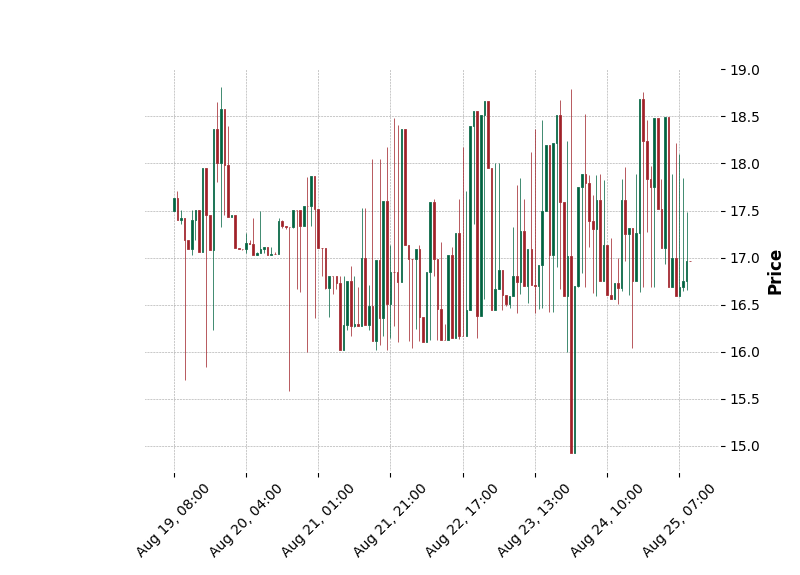 19.0
18.5
18.0
17.5
17.0
16.5
16.0
15.5
15.0
Price
Aug 19, 08:00
Aug 20, 04:00
Aug 21, 01:00
Aug 21, 21:00
Aug 22, 17:00
Aug 23, 13:00
Aug 24, 10:00
Aug 25, 07:00